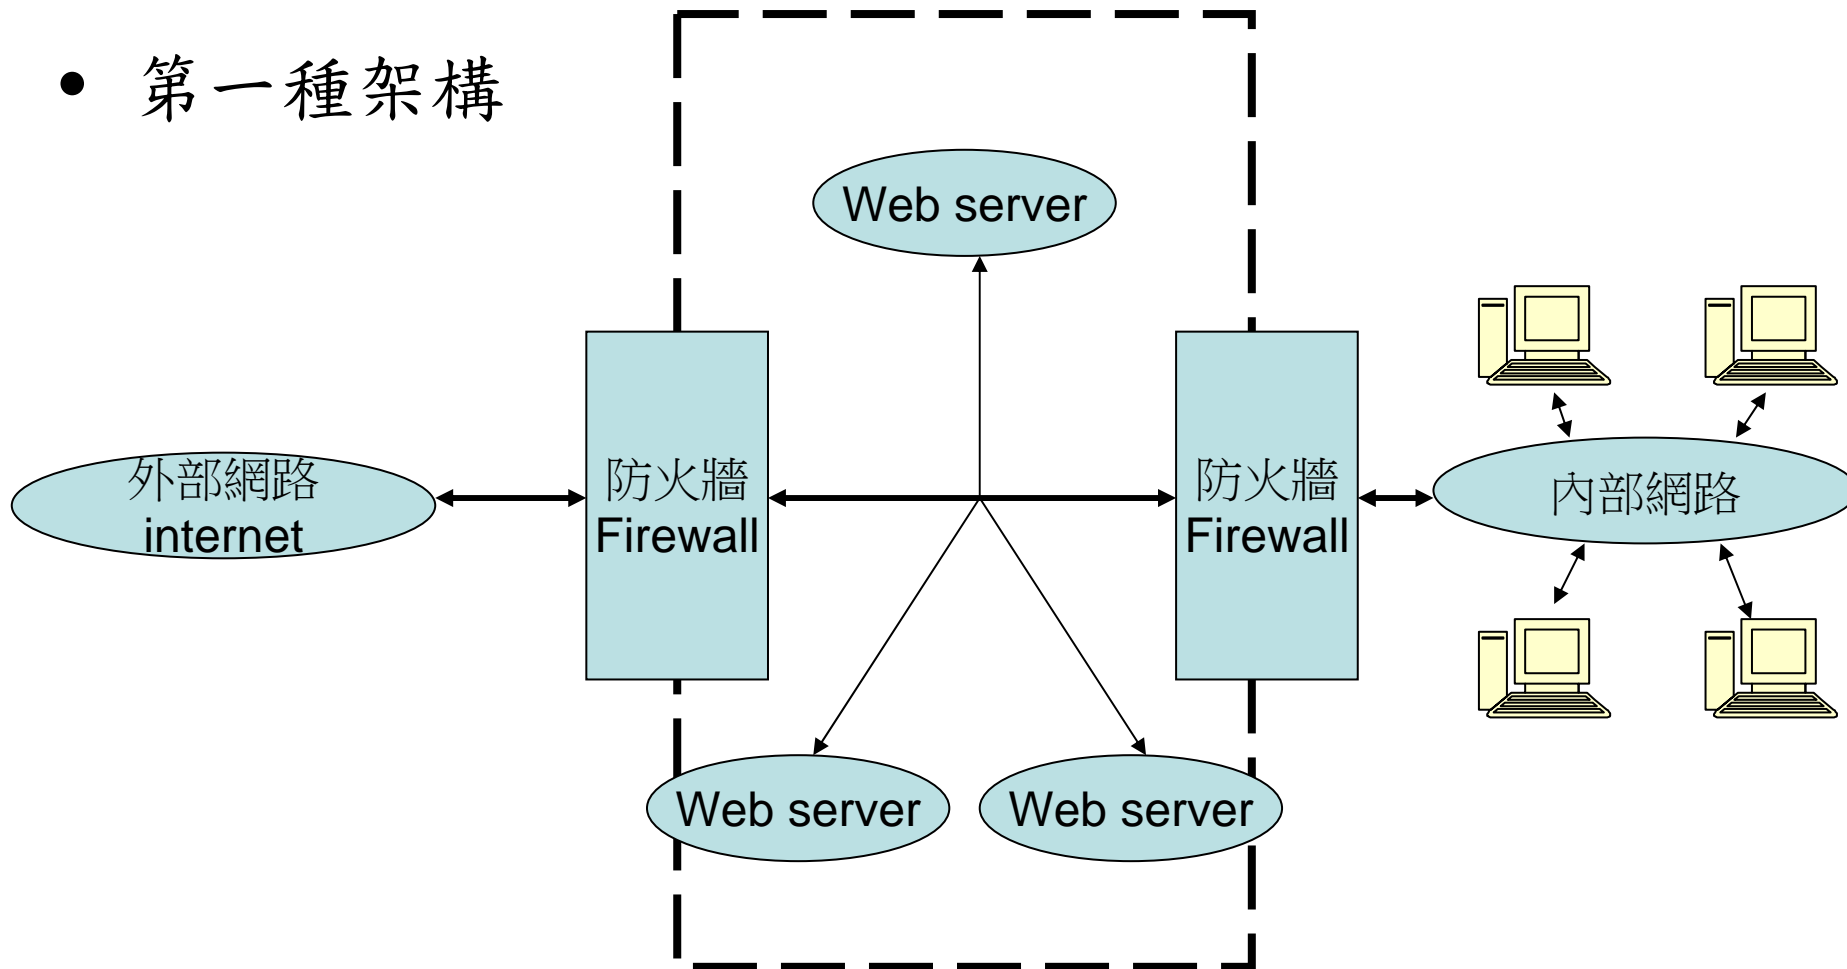 • 第一種架構
Web server
外部網路
internet
防火牆
Firewall
防火牆
Firewall
內部網路
Web server
Web server